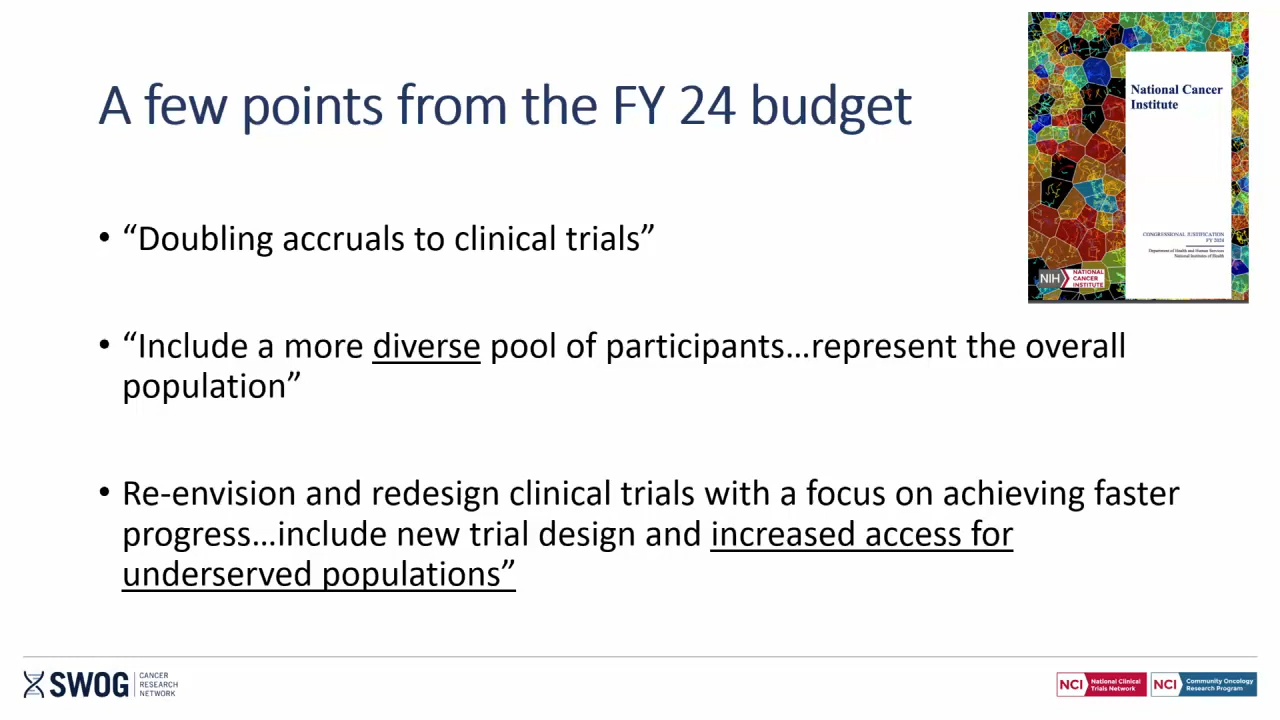 A few points from the FY 24 budget
National Cancer
Institute
CONGRESSIONAL JUSTIFICATION
FY 2024
Department of Health and Human Services
National Institutes of Health
NIH
NATIONAL
CANCER
INSTITUTE
• “Doubling accruals to clinical trials”
• “Include a more diverse pool of participants…represent the overall
population”
• Re-envision and redesign clinical trials with a focus on achieving faster
progress…include new trial design and increased access for
underserved populations”
SWOG
CANCER
RESEARCH
NETWORK
NCI
National Clinical
Trials Network
NCI
Community Oncology
Research Program